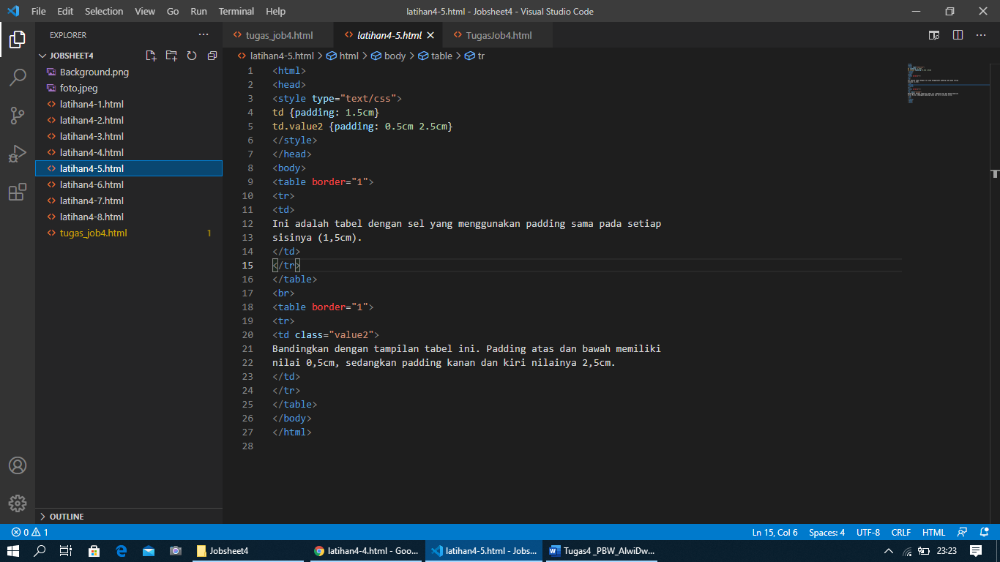 File Edit Selection View Go Run Terminal Help
latihan4-5.html - Jobsheet4 - Visual Studio Code
EXPLORER
JOBSHEET4
Background.png
foto.jpeg
latihan4-1.html
latihan4-2.html
latihan4-3.html
latihan4-4.html
latihan4-5.html
latihan4-6.html
latihan4-7.html
latihan4-8.html
tugas_job4.html 1
OUTLINE
tugas_job4.html
latihan4-5.html
TugasJob4.html
latihan4-5.html > html > body > table > tr
1 <html>
2 <head>
3 <style type="text/css">
4 td {padding: 1.5cm}
5 td.value2 {padding: 0.5cm 2.5cm}
6 </style>
7 </head>
8 <body>
9 <table border="1">
10 <tr>
11 <td>
12 Ini adalah tabel dengan sel yang menggunakan padding sama pada setiap
13 sisinya (1,5cm).
14 </td>
15 </tr>
16 </table>
17 <br>
18 <table border="1">
19 <tr>
20 <td class="value2">
21 Bandingkan dengan tampilan tabel ini. Padding atas dan bawah memiliki
22 nilai 0,5cm, sedangkan padding kanan dan kiri nilainya 2,5cm.
23 </td>
24 </tr>
25 </table>
26 </body>
27 </html>
28
0 1
Ln 15, Col 6 Spaces: 4 UTF-8 CRLF HTML
Jobsheet4
latihan4-4.html - Goo...
latihan4-5.html - Jobs...
Tugas4 _PBW_AlwiDw...
23:23